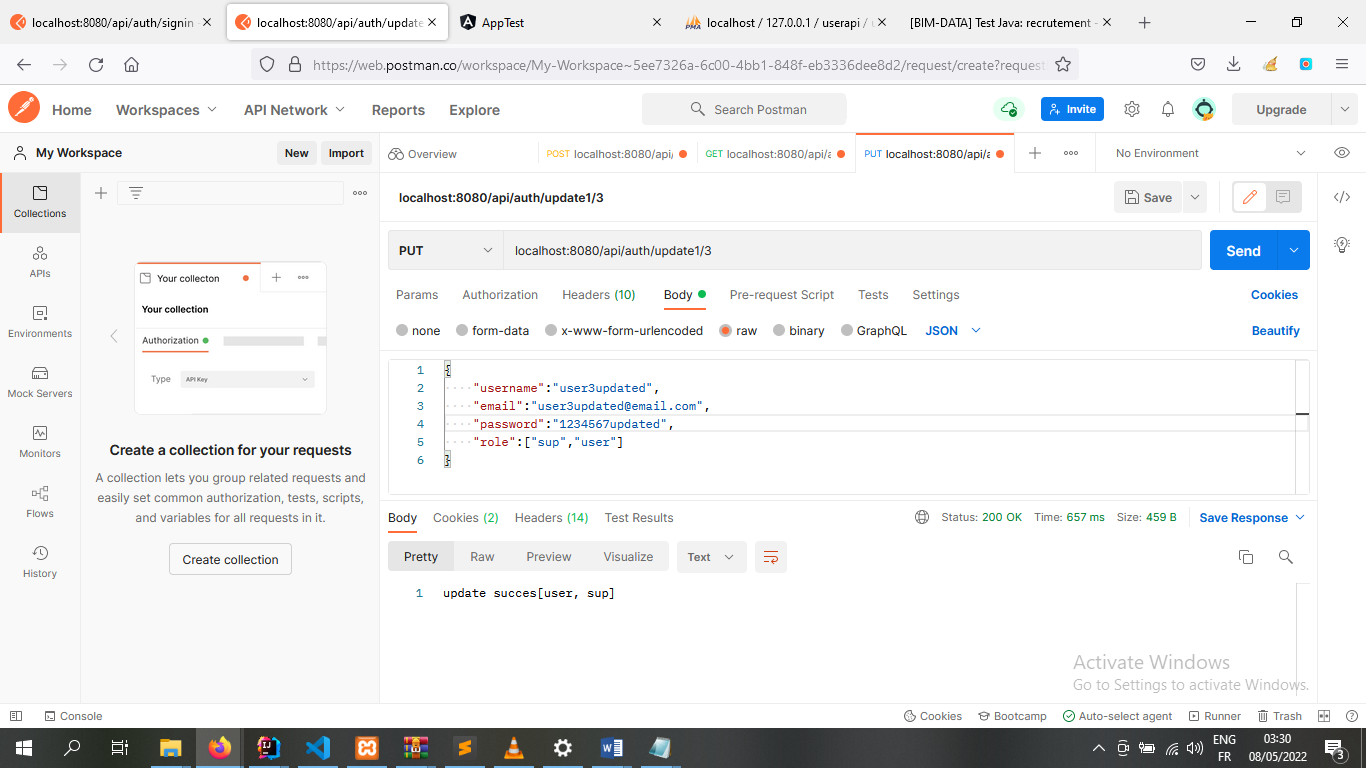 localhost:8080/api/auth/signin -
localhost:8080/api/auth/update
AppTest
localhost / 127.0.0.1 / userapi / u
[BIM-DATA] Test Java: recrutement -
https://web.postman.co/workspace/My-Workspace~5ee7326a-6c00-4bb1-848f-eb3336dee8d2/request/create?request
Home Workspaces API Network Reports Explore Search Postman Invite Upgrade
My Workspace New Import Overview POST localhost:8080/api/ GET localhost:8080/api/a PUT localhost:8080/api/a No Environment
Collections
APIs
Environments
Mock Servers
Monitors
Flows
History
Your collecton
Your collection
Authorization
Type API Key
Create a collection for your requests
A collection lets you group related requests and
easily set common authorization, tests, scripts,
and variables for all requests in it.
Create collection
localhost:8080/api/auth/update1/3 Save
PUT localhost:8080/api/auth/update1/3 Send
Params Authorization Headers (10) Body Pre-request Script Tests Settings Cookies
none form-data x-www-form-urlencoded raw binary GraphQL JSON Beautify
1 {
2 "username":"user3updated",
3 "email":"user3updated@email.com",
4 "password":"1234567updated",
5 "role":["sup","user"]
6 }
Body Cookies (2) Headers (14) Test Results Status: 200 OK Time: 657 ms Size: 459 B Save Response
Pretty Raw Preview Visualize Text
1 update succes[user, sup]
Activate Windows
Go to Settings to activate Windows.
Console Cookies Bootcamp Auto-select agent Runner Trash
ENG 03:30
FR 08/05/2022 3